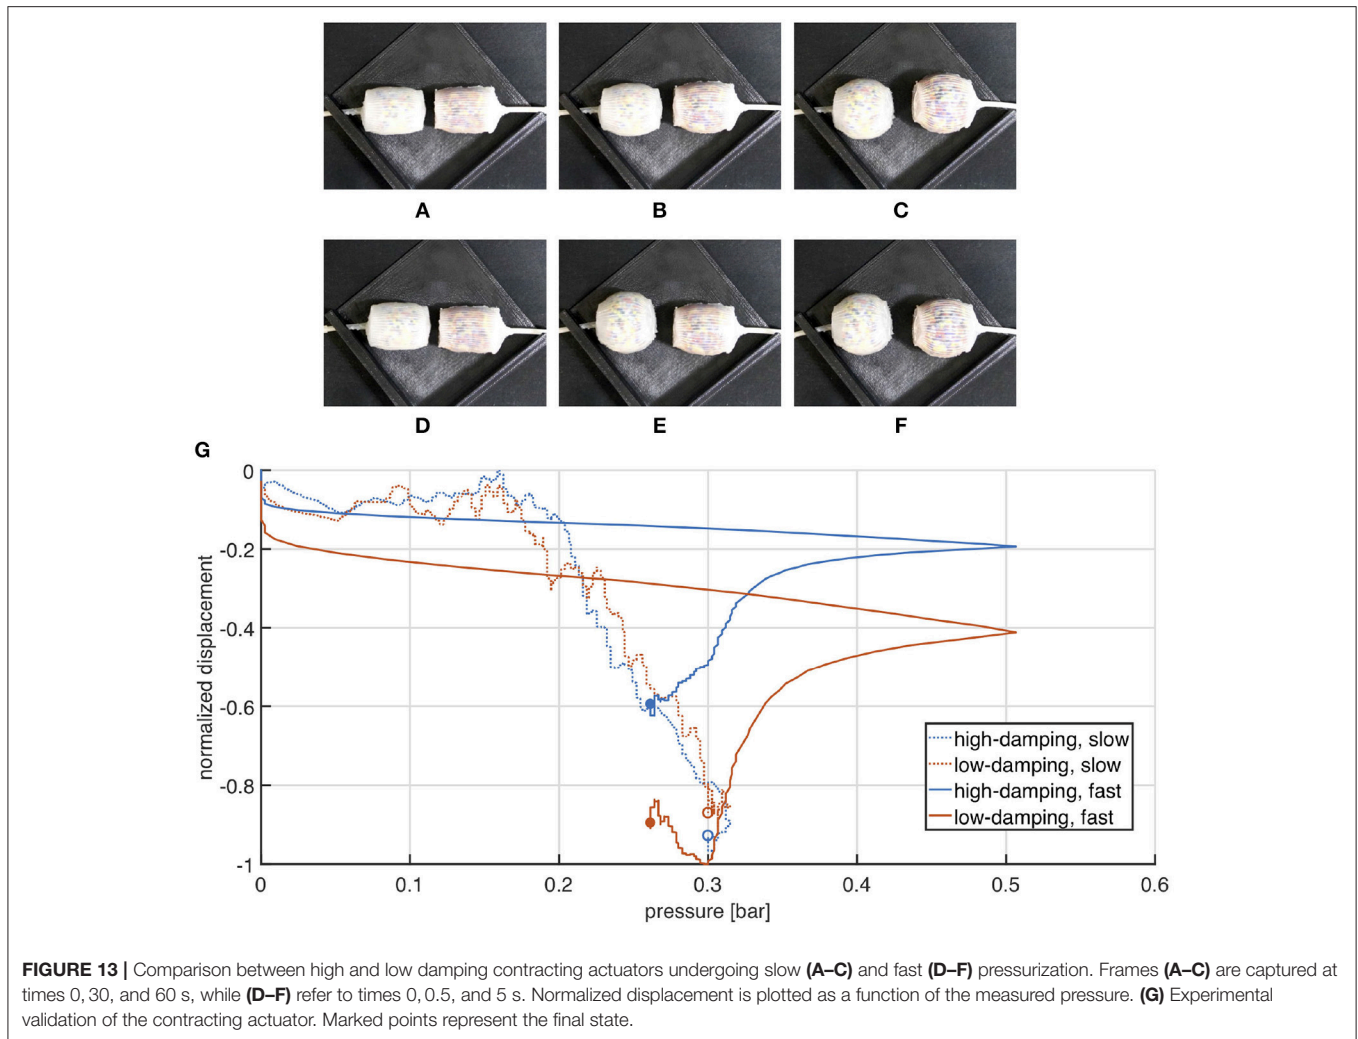 A
B
C
D
E
F
G
0
-0.2
-0.4
-0.6
-0.8
-1
normalized displacement
0
0.1
0.2
0.3
0.4
0.5
0.6
pressure [bar]
high-damping, slow
low-damping, slow
high-damping, fast
low-damping, fast
FIGURE 13 | Comparison between high and low damping contracting actuators undergoing slow (A–C) and fast (D–F) pressurization. Frames (A–C) are captured at
times 0, 30, and 60 s, while (D–F) refer to times 0, 0.5, and 5 s. Normalized displacement is plotted as a function of the measured pressure. (G) Experimental
validation of the contracting actuator. Marked points represent the final state.